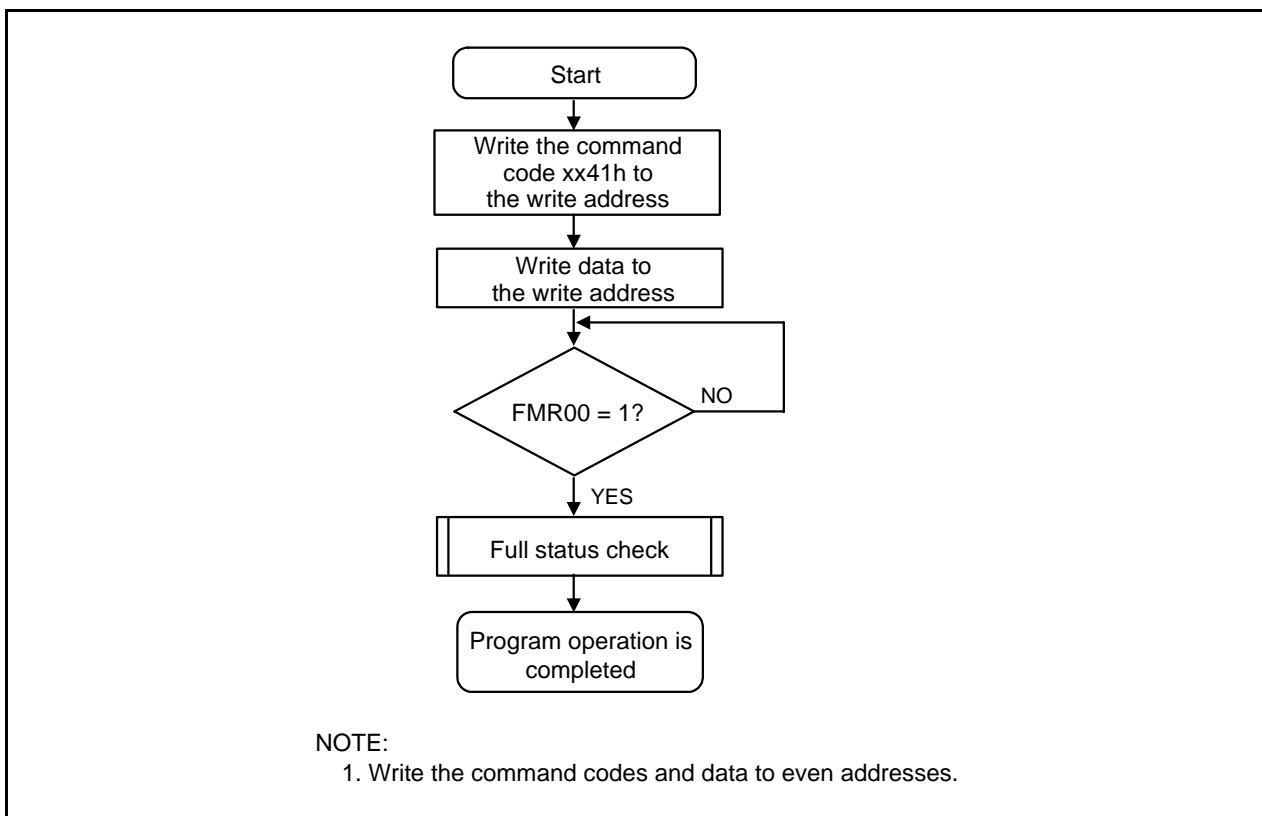 Start
Write the command
code xx41h to
the write address
Write data to
the write address
FMR00 = 1?
NO
YES
Full status check
Program operation is
completed
NOTE:
1. Write the command codes and data to even addresses.